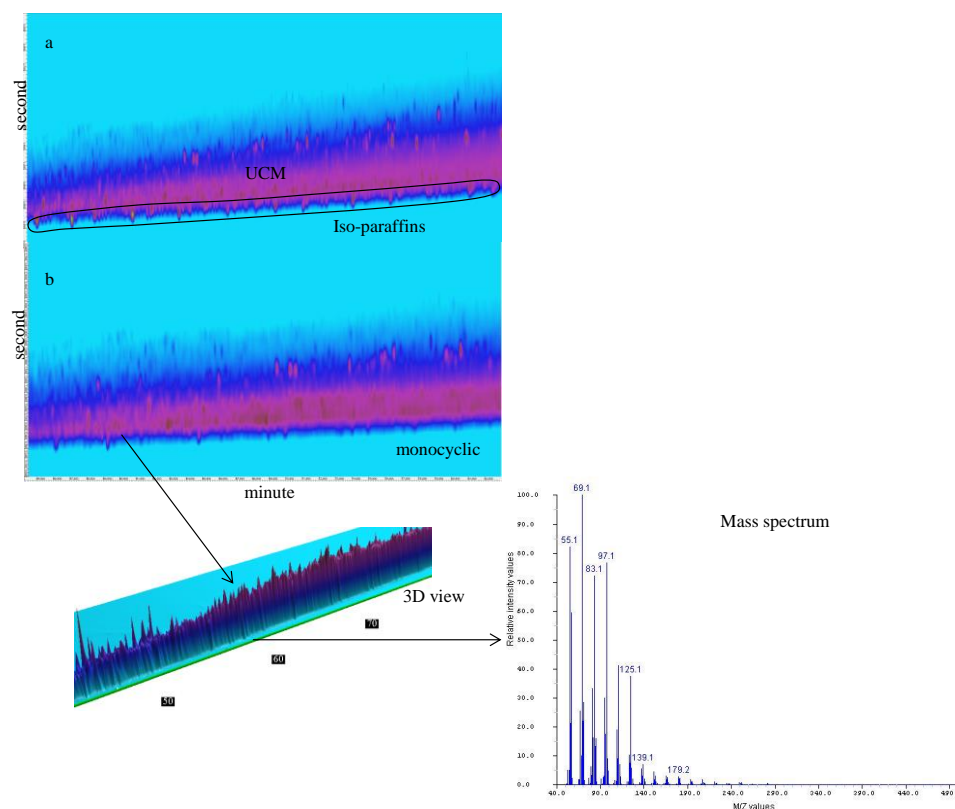 a
second
UCM
Iso-paraffins
b
second
monocyclic
minute
3D view
50
60
70
Mass spectrum
Relative intensity values
100.0
90.0
80.0
70.0
60.0
50.0
40.0
30.0
20.0
10.0
0.0
69.1
55.1
83.1
97.1
125.1
139.1
179.2
40.0 90.0 140.0 190.0 240.0 290.0 340.0 390.0 440.0 490
M/Z values